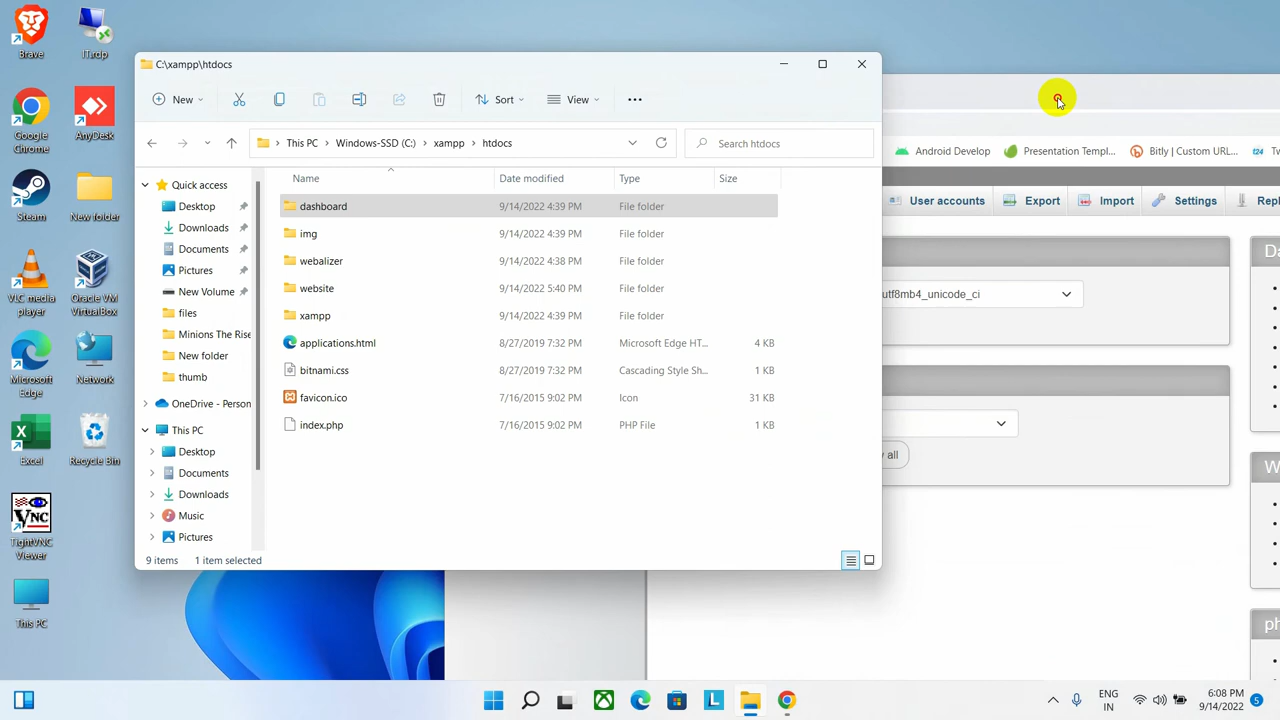 Brave
ITrdp
Google Chrome
AnyDesk
Steam
New folder
VLC media player
Oracle VM VirtualBox
Microsoft Edge
Network
Excel
Recycle Bin
TightVNC Viewer
This PC
C:\xampp\htdocs
New
Sort
View
This PC > Windows-SSD (C:) > xampp > htdocs
Search htdocs
Quick access
Desktop
Downloads
Documents
Pictures
New Volume
files
Minions The Rise
New folder
thumb
OneDrive - Person
This PC
Desktop
Documents
Downloads
Music
Pictures
Name Date modified Type Size
dashboard 9/14/2022 4:39 PM File folder
img 9/14/2022 4:39 PM File folder
webalizer 9/14/2022 4:38 PM File folder
website 9/14/2022 5:40 PM File folder
xampp 9/14/2022 4:39 PM File folder
applications.html 8/27/2019 7:32 PM Microsoft Edge HT... 4 KB
bitnami.css 8/27/2019 7:32 PM Cascading Style Sh... 1 KB
favicon.ico 7/16/2015 9:02 PM Icon 31 KB
index.php 7/16/2015 9:02 PM PHP File 1 KB
9 items 1 item selected
Android Develop
Presentation Templ...
Bitly | Custom URL...
t24 Tw
User accounts
Export
Import
Settings
Repl
Da
utf8mb4_unicode_ci
all
W
ph
VNC
ENG
IN
6:08 PM
9/14/2022
5